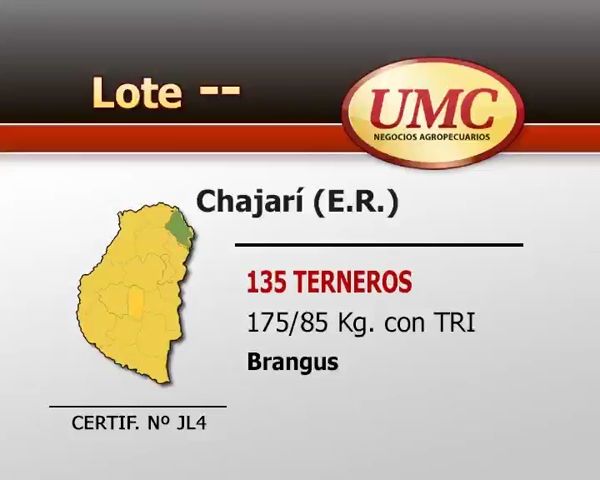 Lote --
UMC
NEGOCIOS AGROPECUARIOS
Chajarí (E.R.)
135 TERNEROS
175/85 Kg. con TRI
Brangus
CERTIF. Nº JL4